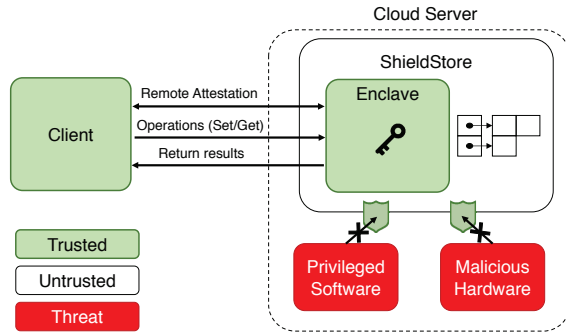 Cloud Server
ShieldStore
Remote Attestation
Enclave
Client
Operations (Set/Get)
Return results
Trusted
Untrusted
Threat
Privileged
Software
Malicious
Hardware